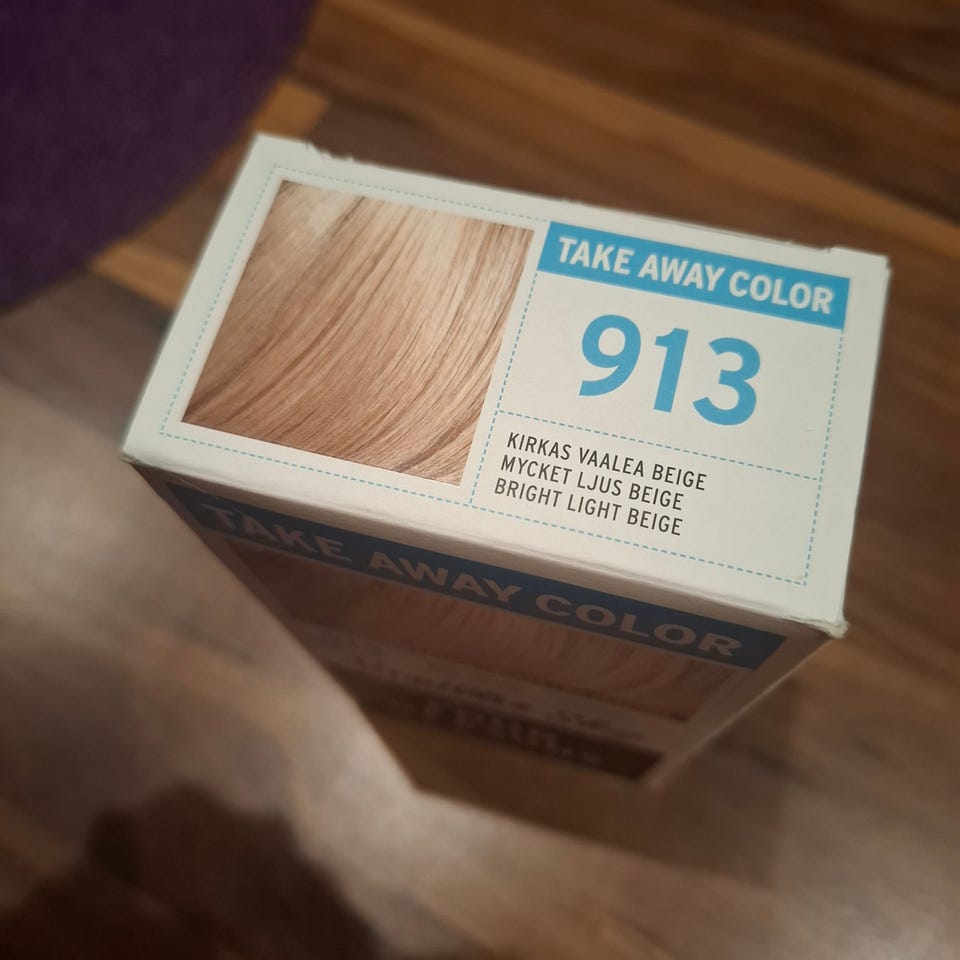 TAKE AWAY COLOR
913
KIRKAS VAALEA BEIGE
MYCKET LJUS BEIGE
BRIGHT LIGHT BEIGE
TAKE AWAY COLOR